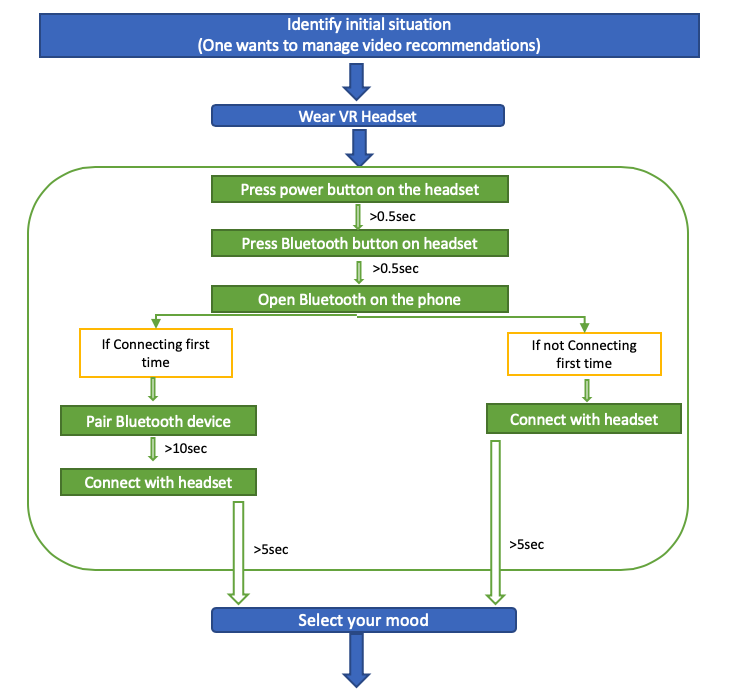 Identify initial situation
(One wants to manage video recommendations)
Wear VR Headset
Press power button on the headset
>0.5sec
Press Bluetooth button on headset
>0.5sec
Open Bluetooth on the phone
If Connecting first
time
If not Connecting
first time
Pair Bluetooth device
Connect with headset
>10sec
Connect with headset
>5sec
>5sec
Select your mood